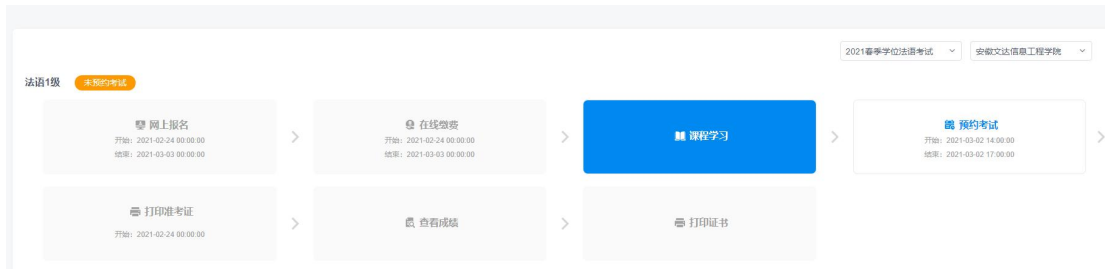 2021春季学位法语考试
安徽文达信息工程学院
法语1级
未预约考试
网上报名
开始：2021-02-24 00:00:00
结束：2021-03-03 00:00:00
在线缴费
开始：2021-02-24 00:00:00
结束：2021-03-03 00:00:00
课程学习
预约考试
开始：2021-03-02 14:00:00
结束：2021-03-02 17:00:00
打印准考证
开始：2021-02-24 00:00:00
查看成绩
打印证书